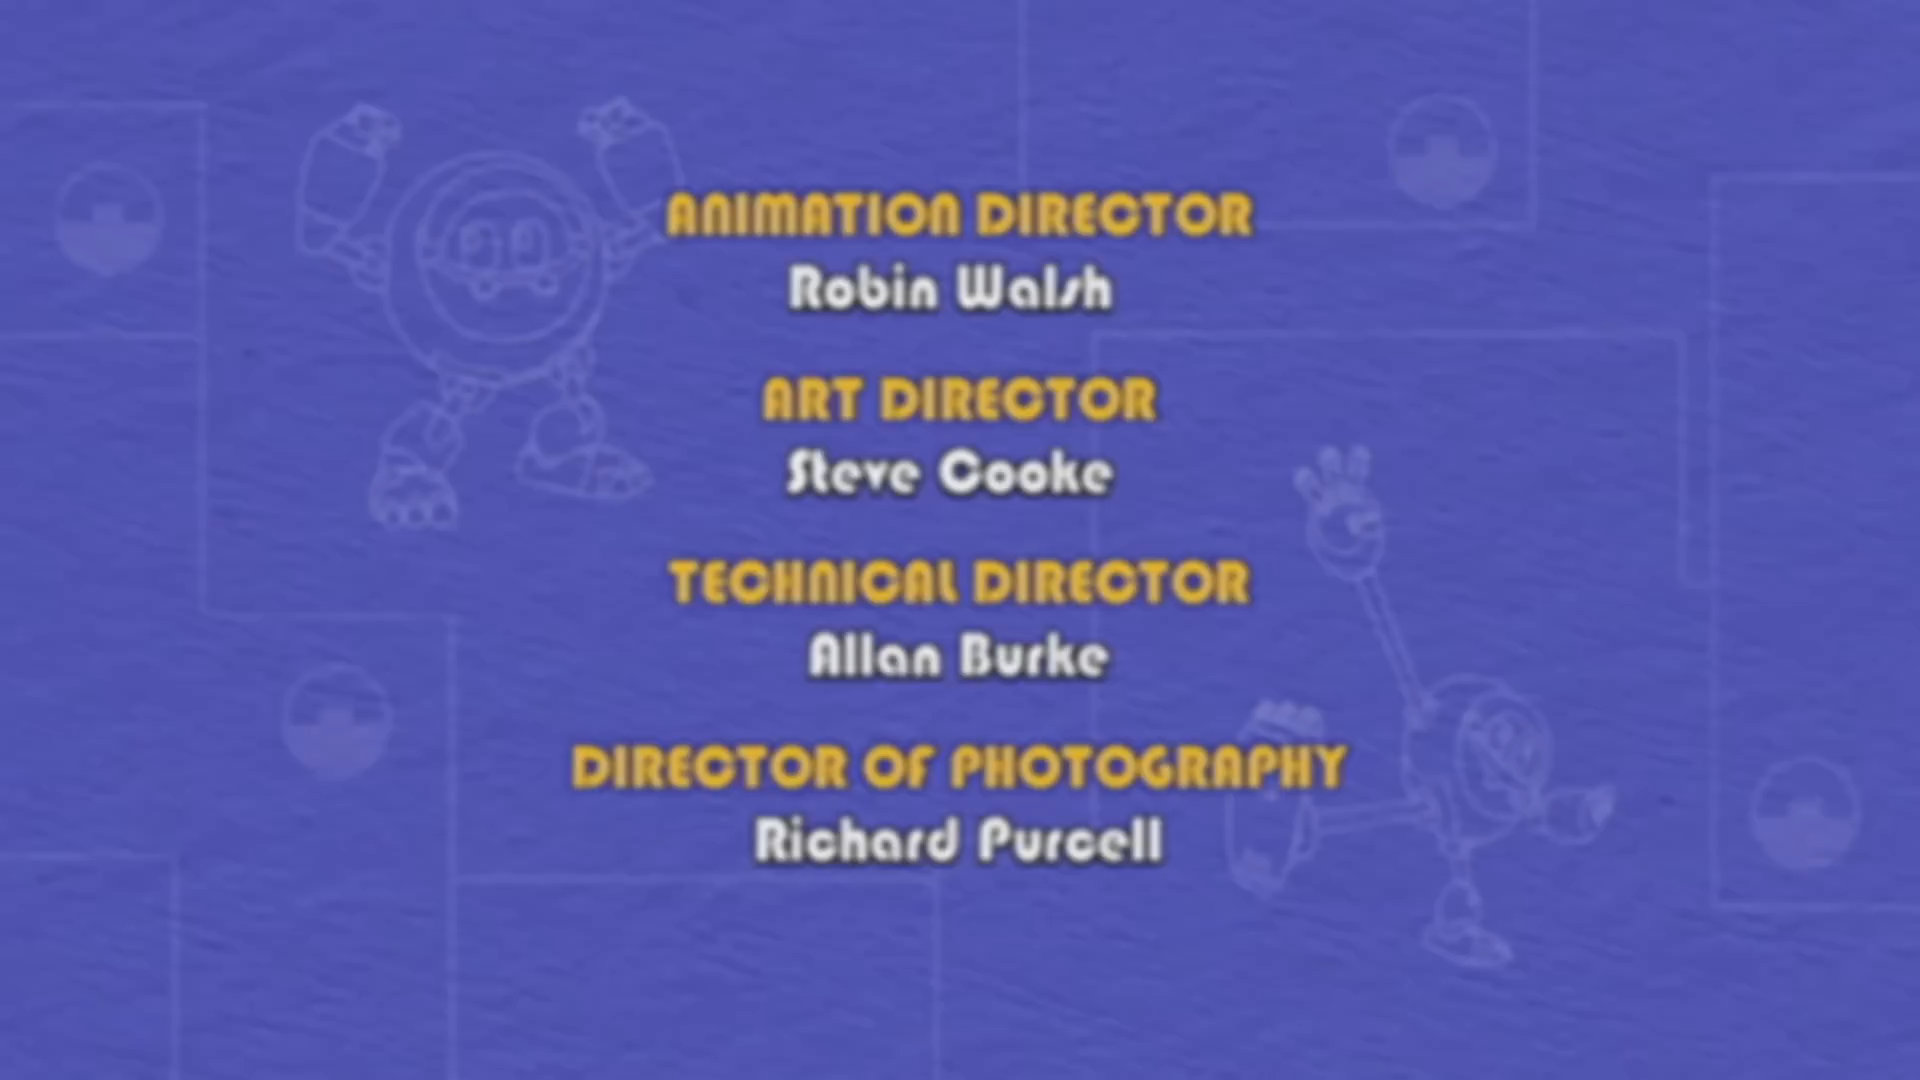 ANIMATION DIRECTOR
Robin Walsh
ART DIRECTOR
Steve Cooke
TECHNICAL DIRECTOR
Allan Burke
DIRECTOR OF PHOTOGRAPHY
Richard Purcell